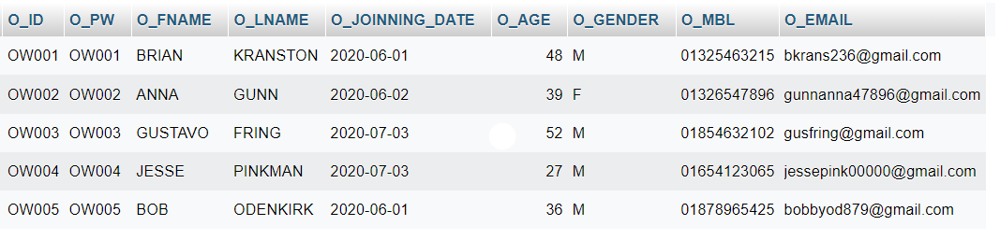 O_ID O_PW O_FNAME O_LNAME O_JOINNING_DATE O_AGE O_GENDER O_MBL O_EMAIL
OW001 OW001 BRIAN KRANSTON 2020-06-01 48 M 01325463215 bkrans236@gmail.com
OW002 OW002 ANNA GUNN 2020-06-02 39 F 01326547896 gunnanna47896@gmail.com
OW003 OW003 GUSTAVO FRING 2020-07-03 52 M 01854632102 gusfring@gmail.com
OW004 OW004 JESSE PINKMAN 2020-07-03 27 M 01654123065 jessepink00000@gmail.com
OW005 OW005 BOB ODENKIRK 2020-06-01 36 M 01878965425 bobbyod879@gmail.com